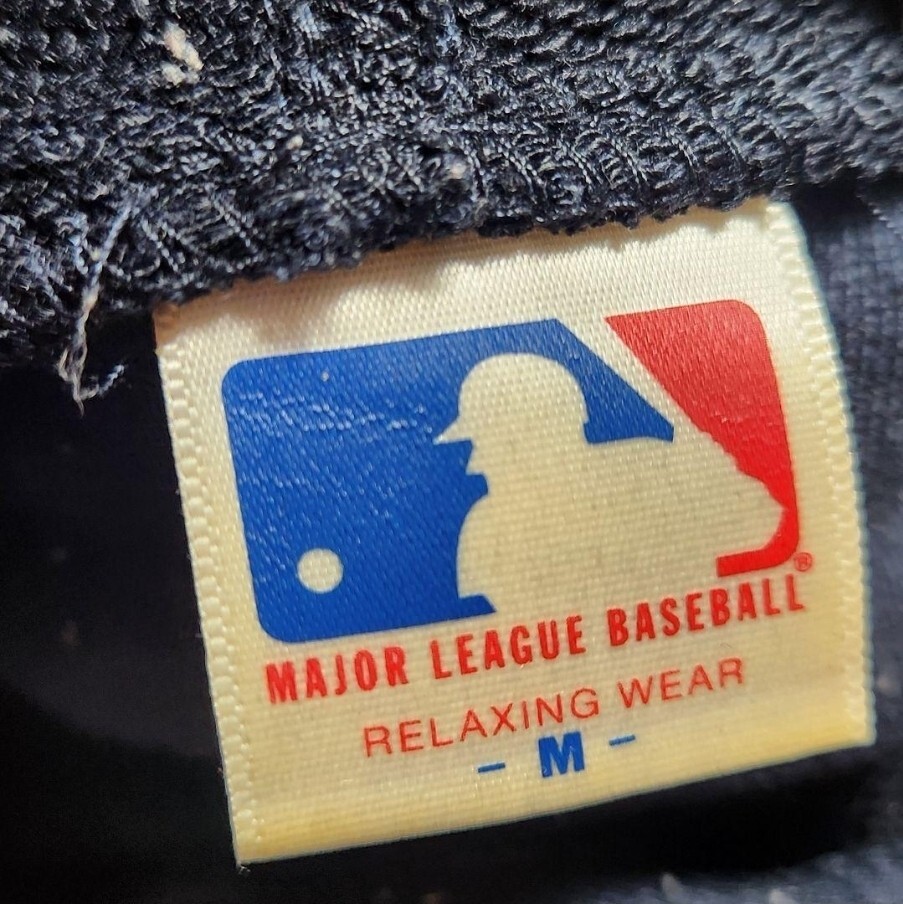 ®
MAJOR LEAGUE BASEBALL
RELAXING WEAR
- M -